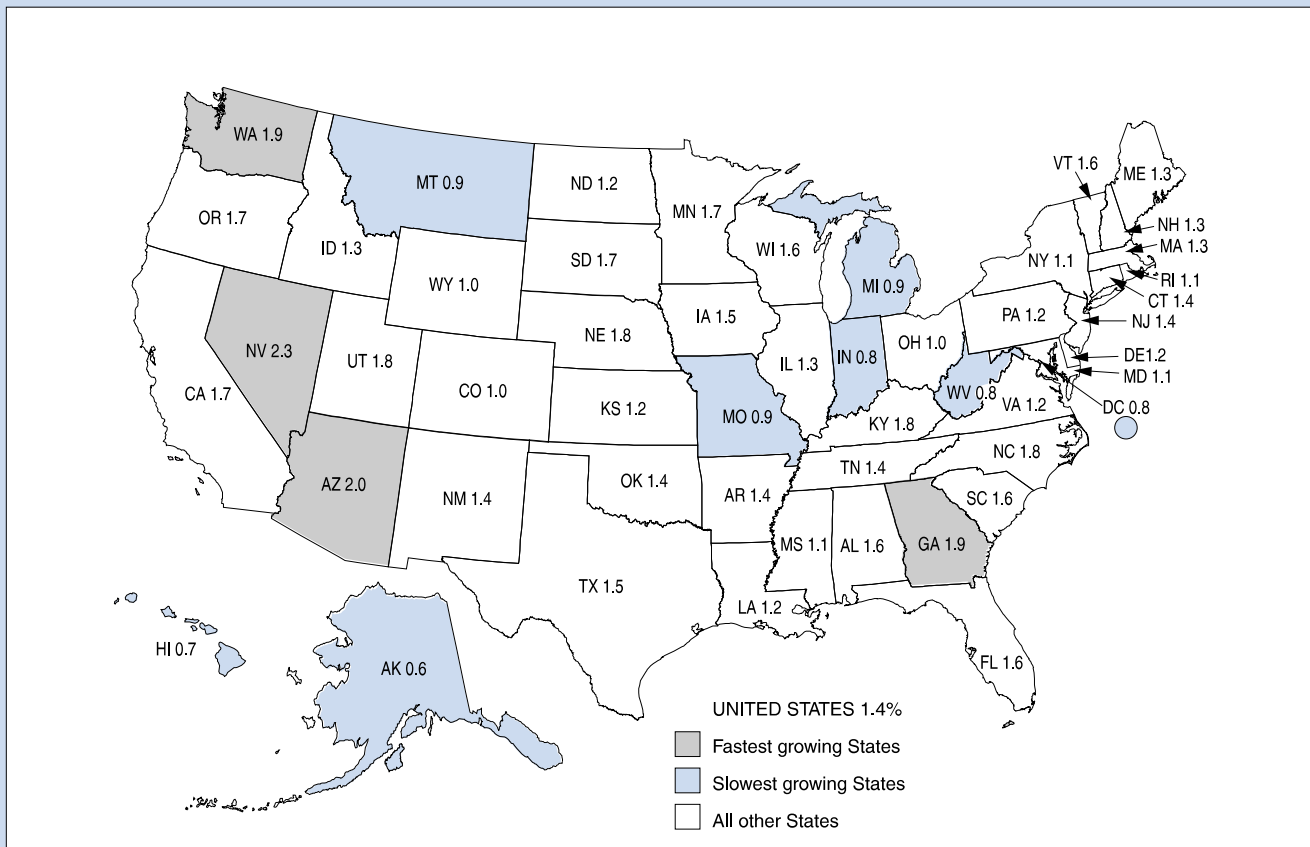 WA 1.9
MT 0.9
ND 1.2
MN 1.7
VT 1.6
ME 1.3
OR 1.7
ID 1.3
SD 1.7
WI 1.6
NH 1.3
MA 1.3
NY 1.1
WY 1.0
MI 0.9
RI 1.1
CT 1.4
IA 1.5
PA 1.2
NJ 1.4
NE 1.8
NV 2.3
UT 1.8
IL 1.3
IN 0.8
OH 1.0
DE1.2
MD 1.1
CA 1.7
CO 1.0
KS 1.2
MO 0.9
WV 0.8
VA 1.2
DC 0.8
KY 1.8
NC 1.8
TN 1.4
AZ 2.0
NM 1.4
OK 1.4
AR 1.4
SC 1.6
MS 1.1
AL 1.6
GA 1.9
TX 1.5
LA 1.2
HI 0.7
AK 0.6
FL 1.6
UNITED STATES 1.4%
Fastest growing States
Slowest growing States
All other States